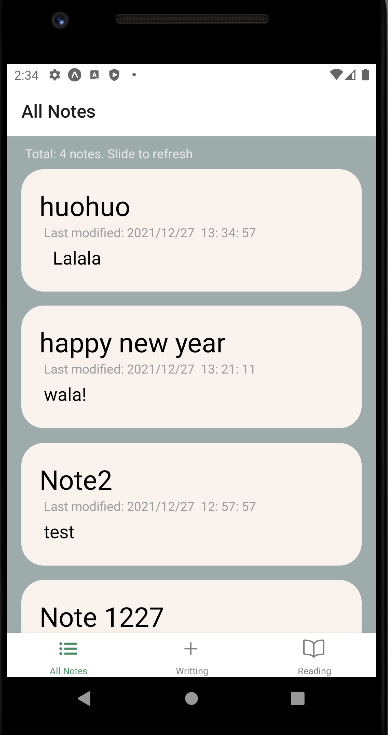 2:34
All Notes
Total: 4 notes. Slide to refresh
huohuo
Last modified: 2021/12/27  13: 34: 57
Lalala
happy new year
Last modified: 2021/12/27  13: 21: 11
wala!
Note2
Last modified: 2021/12/27  12: 57: 57
test
Note 1227
All Notes
Writting
Reading